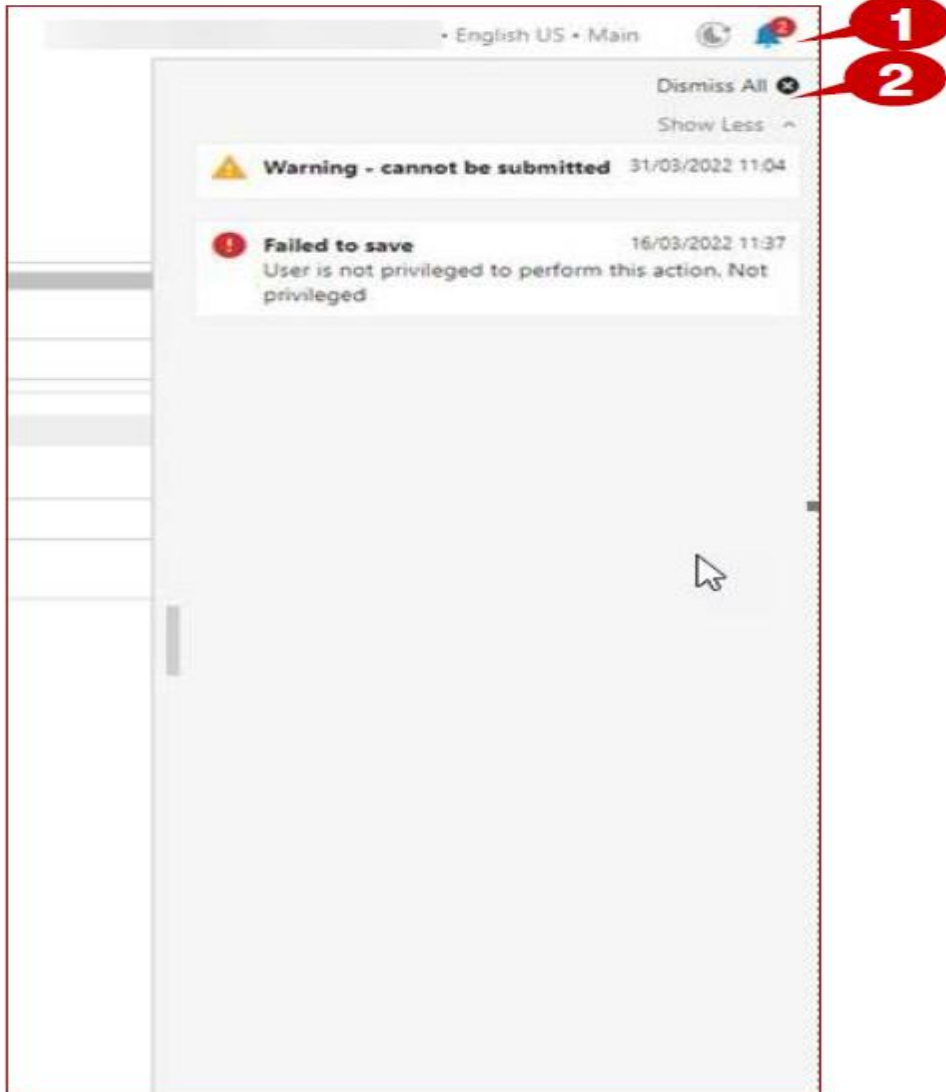 • English US • Main 2 1
Dismiss All 2
Show Less
Warning - cannot be submitted 31/03/2022 11:04
Failed to save 16/03/2022 11:37
User is not privileged to perform this action. Not
privileged